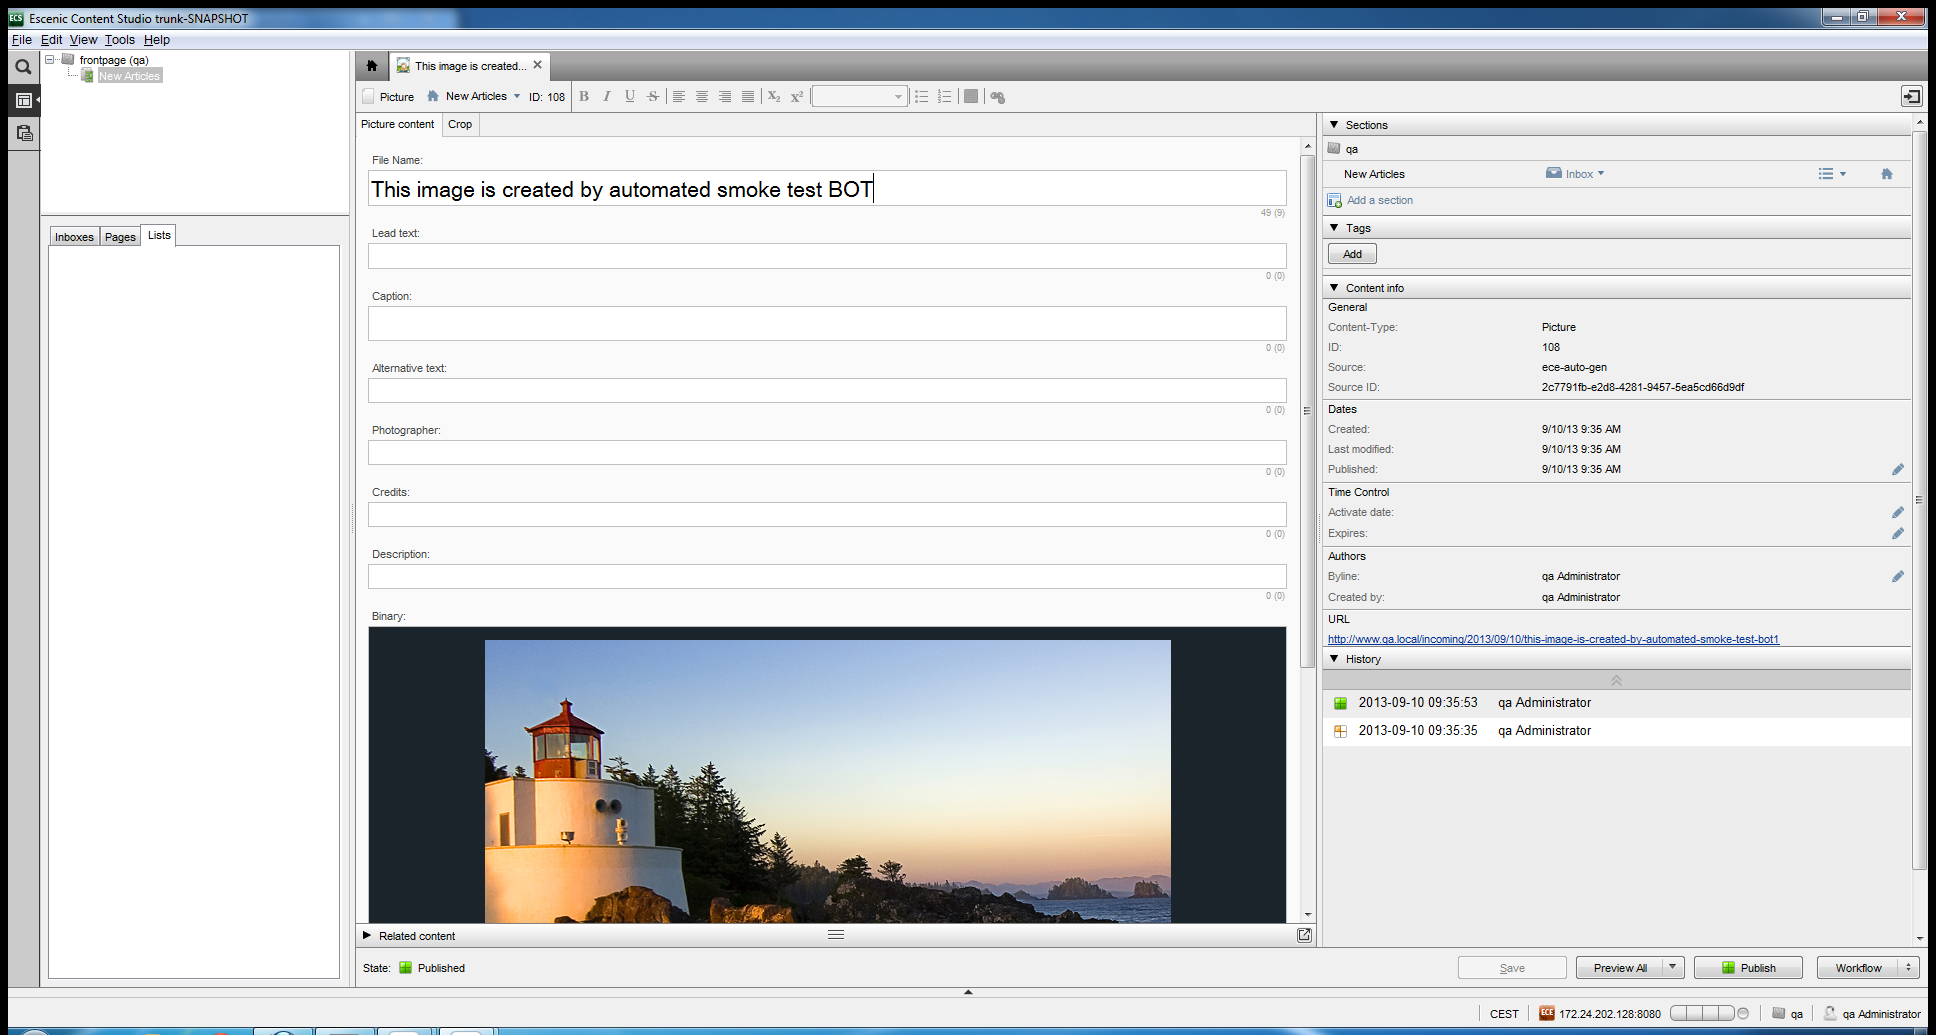 Escenic Content Studio trunk-SNAPSHOT
File Edit View Tools Help
frontpage (qa)
New Articles
Inboxes Pages Lists
This image is created...
Picture New Articles ID: 108 B I U S X2 X2
Picture content Crop
File Name:
This image is created by automated smoke test BOT
49 (9)
Lead text:
0 (0)
Caption:
0 (0)
Alternative text:
0 (0)
Photographer:
0 (0)
Credits:
0 (0)
Description:
0 (0)
Binary:
Related content
State: Published
Save Preview All Publish Workflow
Sections
qa
New Articles Inbox
Add a section
Tags
Add
Content info
General
Content-Type: Picture
ID: 108
Source: ece-auto-gen
Source ID: 2c7791fb-e2d8-4281-9457-5ea5cd66d9df
Dates
Created: 9/10/13 9:35 AM
Last modified: 9/10/13 9:35 AM
Published: 9/10/13 9:35 AM
Time Control
Activate date:
Expires:
Authors
Byline: qa Administrator
Created by: qa Administrator
URL
http://www.qa.local/incoming/2013/09/10/this-image-is-created-by-automated-smoke-test-bot1
History
2013-09-10 09:35:53 qa Administrator
2013-09-10 09:35:35 qa Administrator
CEST ECE 172.24.202.128:8080 qa qa Administrator